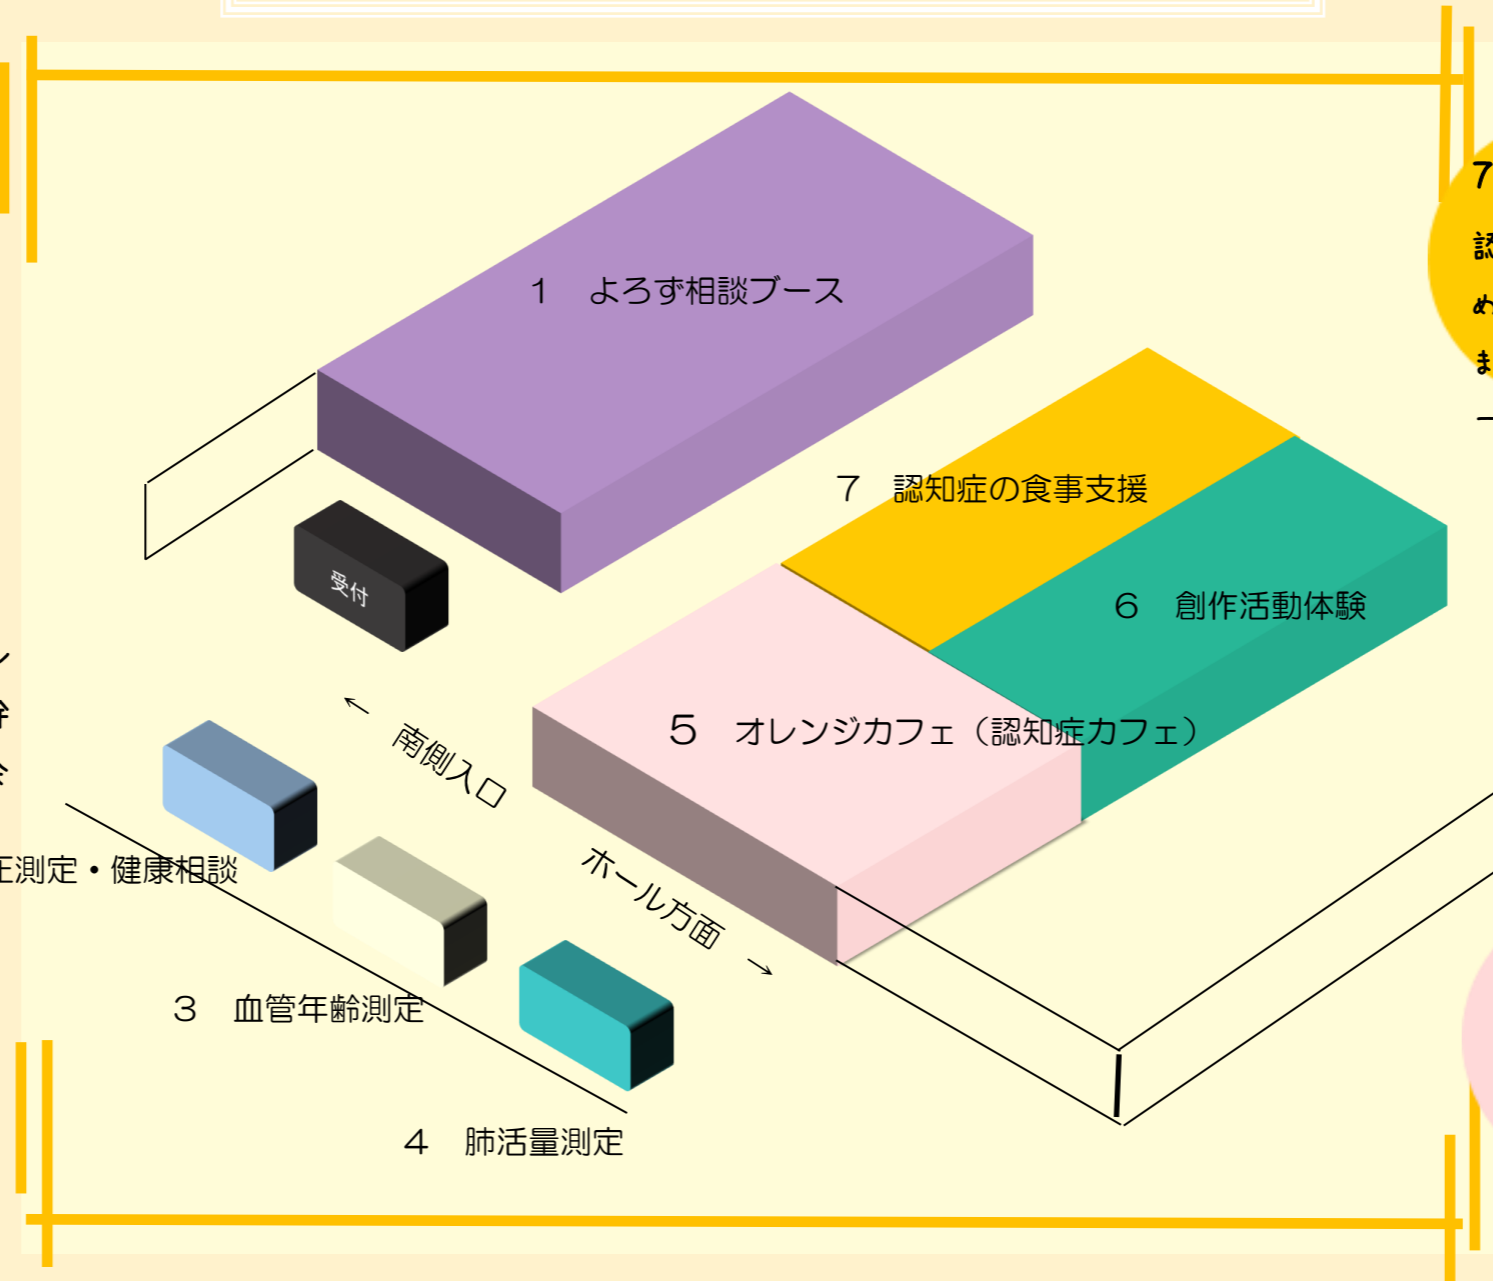 1 よろず相談ブース
7 認知症の食事支援
受付
6 創作活動体験
5 オレンジカフェ（認知症カフェ）
← 南側入口
ホール方面 →
圧測定・健康相談
3 血管年齢測定
4 肺活量測定
7